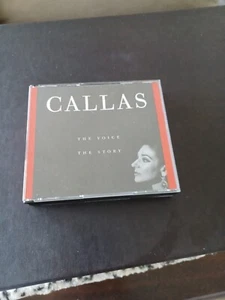 CALLAS
THE VOICE
THE STORY